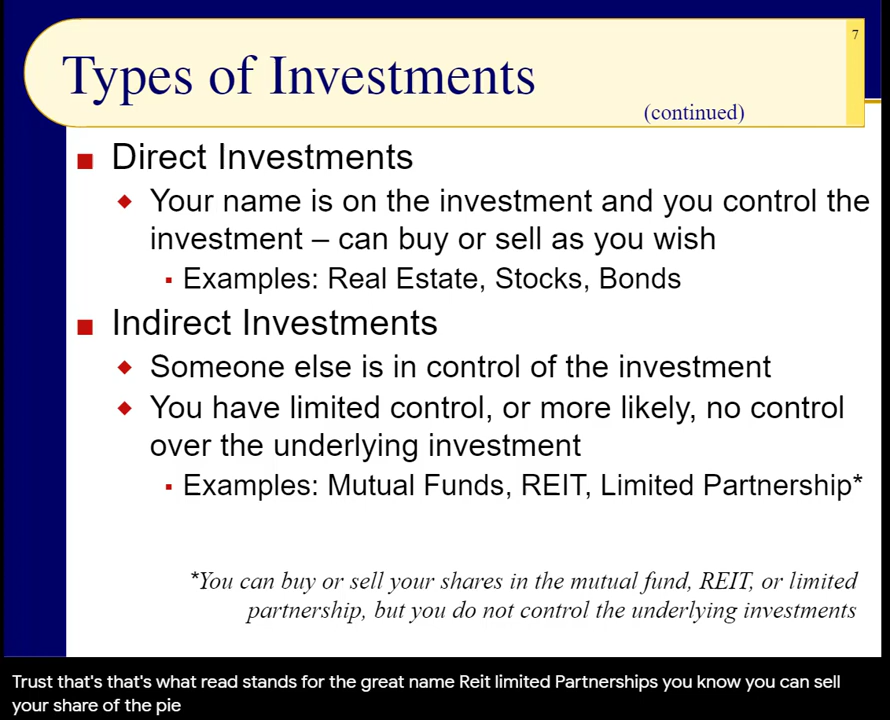 7
Types of Investments
(continued)
Direct Investments
Your name is on the investment and you control the
investment – can buy or sell as you wish
Examples: Real Estate, Stocks, Bonds
Indirect Investments
Someone else is in control of the investment
You have limited control, or more likely, no control
over the underlying investment
Examples: Mutual Funds, REIT, Limited Partnership*
*You can buy or sell your shares in the mutual fund, REIT, or limited
partnership, but you do not control the underlying investments
Trust that's that's what read stands for the great name Reit limited Partnerships you know you can sell
your share of the pie